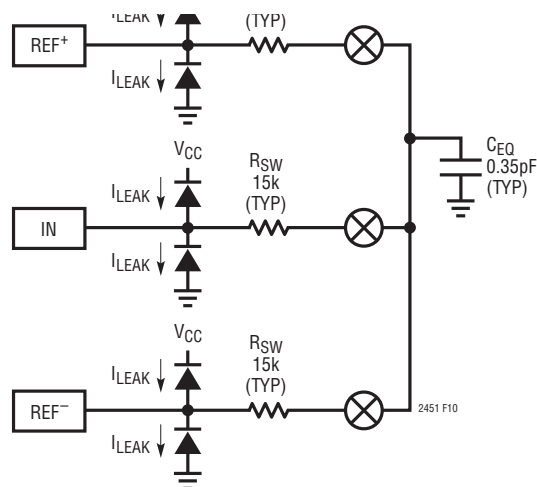 ILEAK
(TYP)
REF+
ILEAK
VCC
RSW
15k
(TYP)
ILEAK
IN
ILEAK
CEQ
0.35pF
(TYP)
VCC
RSW
15k
(TYP)
ILEAK
REF−
ILEAK
2451 F10